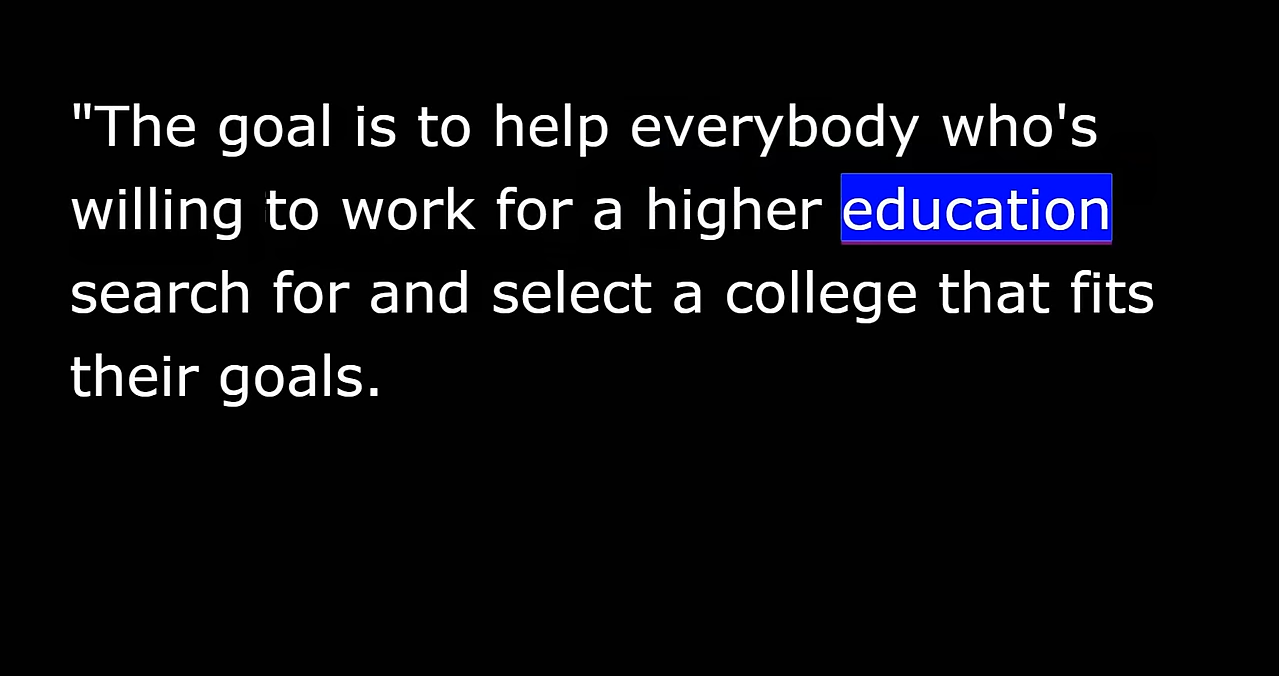 "The goal is to help everybody who's
willing to work for a higher education
search for and select a college that fits
their goals.